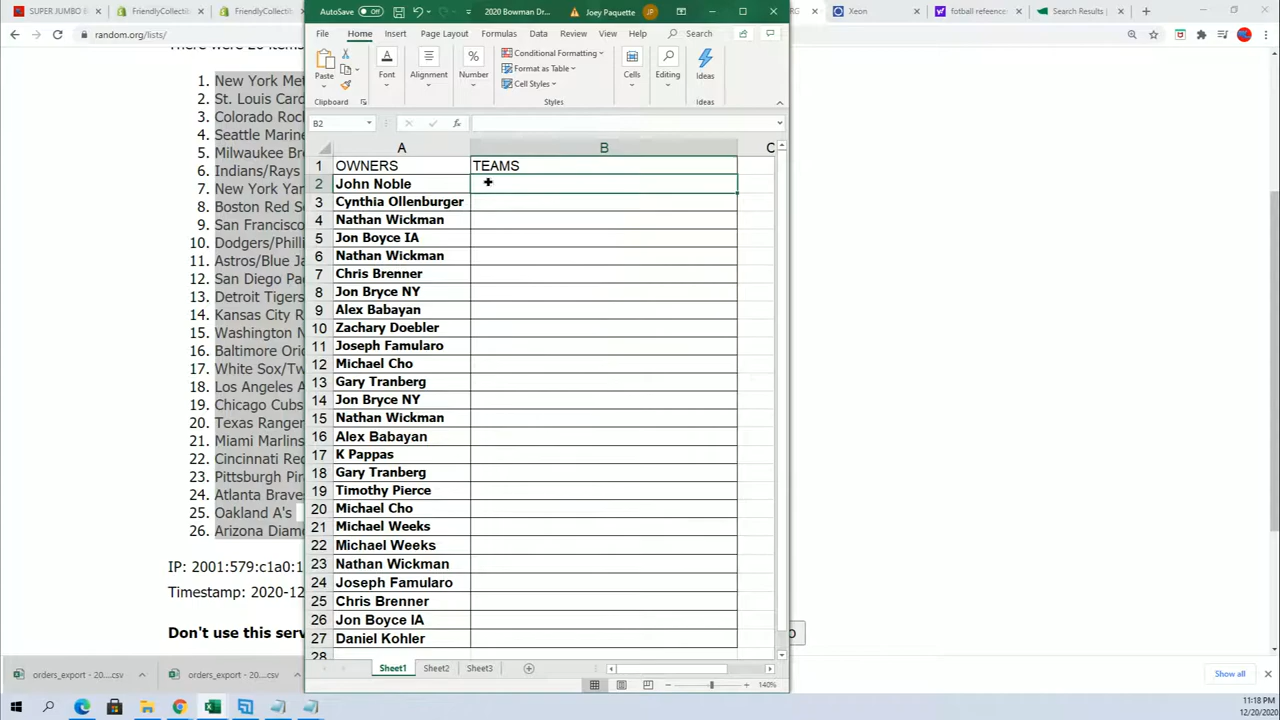 SUPER JUMBO
FriendlyCollecti
FriendlyCollecti
Xeon
fotball refeence
Search Results
random.org/lists/
AutoSave Off
2020 Bowman Dr...
Joey Paquette
JP
File Home Insert Page Layout Formulas Data Review View Help Search
Paste
Font
Alignment
Number
Conditional Formatting
Format as Table
Cell Styles
Cells
Editing
Ideas
Clipboard
Styles
Ideas
B2
fx
A B C
1 OWNERS TEAMS
2 John Noble
3 Cynthia Ollenburger
4 Nathan Wickman
5 Jon Boyce IA
6 Nathan Wickman
7 Chris Brenner
8 Jon Bryce NY
9 Alex Babayan
10 Zachary Doebler
11 Joseph Famularo
12 Michael Cho
13 Gary Tranberg
14 Jon Bryce NY
15 Nathan Wickman
16 Alex Babayan
17 K Pappas
18 Gary Tranberg
19 Timothy Pierce
20 Michael Cho
21 Michael Weeks
22 Michael Weeks
23 Nathan Wickman
24 Joseph Famularo
25 Chris Brenner
26 Jon Boyce IA
27 Daniel Kohler
28
Sheet1 Sheet2 Sheet3
140%
There were 26 items
1. New York Met
2. St. Louis Card
3. Colorado Rock
4. Seattle Marine
5. Milwaukee Br
6. Indians/Rays
7. New York Yan
8. Boston Red S
9. San Francisco
10. Dodgers/Philli
11. Astros/Blue Ja
12. San Diego Pa
13. Detroit Tigers
14. Kansas City R
15. Washington N
16. Baltimore Orio
17. White Sox/Tw
18. Los Angeles A
19. Chicago Cubs
20. Texas Ranger
21. Miami Marlins
22. Cincinnati Red
23. Pittsburgh Pir
24. Atlanta Brave
25. Oakland A's
26. Arizona Diamo
IP: 2001:579:c1a0:1
Timestamp: 2020-12
Don't use this serv
orders_export - 20....csv
orders_export - 20....csv
Show all
11:18 PM
12/20/2020